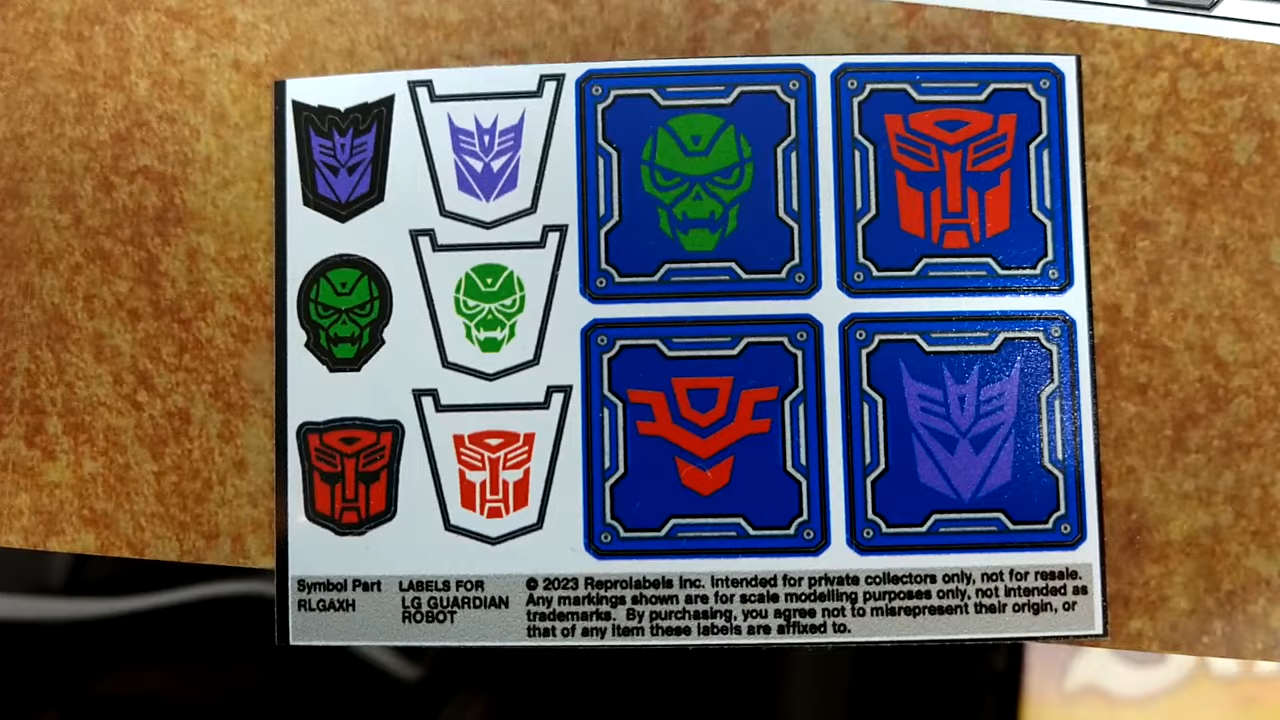 Symbol Part
RLGAXH
LABELS FOR
LG GUARDIAN
ROBOT
© 2023 Reprolabels Inc. Intended for private collectors only, not for resale.
Any markings shown are for scale modelling purposes only, not intended as
trademarks. By purchasing, you agree not to misrepresent their origin, or
that of any item these labels are affixed to.